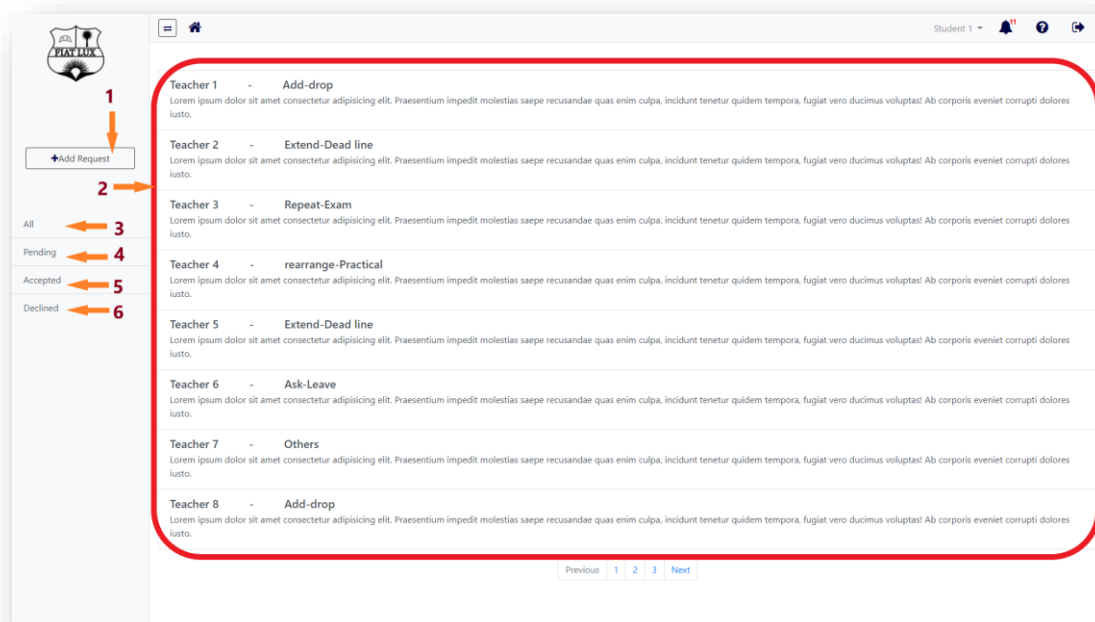 FIAT LUX
Student 1
11
1
+Add Request
2
All
3
Pending
4
Accepted
5
Declined
6
Teacher 1 - Add-drop
Lorem ipsum dolor sit amet consectetur adipisicing elit. Praesentium impedit molestias saepe recusandae quas enim culpa, incidunt tenetur quidem tempora, fugiat vero ducimus voluptas! Ab corporis eveniet corrupti dolores
iusto.
Teacher 2 - Extend-Dead line
Lorem ipsum dolor sit amet consectetur adipisicing elit. Praesentium impedit molestias saepe recusandae quas enim culpa, incidunt tenetur quidem tempora, fugiat vero ducimus voluptas! Ab corporis eveniet corrupti dolores
iusto.
Teacher 3 - Repeat-Exam
Lorem ipsum dolor sit amet consectetur adipisicing elit. Praesentium impedit molestias saepe recusandae quas enim culpa, incidunt tenetur quidem tempora, fugiat vero ducimus voluptas! Ab corporis eveniet corrupti dolores
iusto.
Teacher 4 - rearrange-Practical
Lorem ipsum dolor sit amet consectetur adipisicing elit. Praesentium impedit molestias saepe recusandae quas enim culpa, incidunt tenetur quidem tempora, fugiat vero ducimus voluptas! Ab corporis eveniet corrupti dolores
iusto.
Teacher 5 - Extend-Dead line
Lorem ipsum dolor sit amet consectetur adipisicing elit. Praesentium impedit molestias saepe recusandae quas enim culpa, incidunt tenetur quidem tempora, fugiat vero ducimus voluptas! Ab corporis eveniet corrupti dolores
iusto.
Teacher 6 - Ask-Leave
Lorem ipsum dolor sit amet consectetur adipisicing elit. Praesentium impedit molestias saepe recusandae quas enim culpa, incidunt tenetur quidem tempora, fugiat vero ducimus voluptas! Ab corporis eveniet corrupti dolores
iusto.
Teacher 7 - Others
Lorem ipsum dolor sit amet consectetur adipisicing elit. Praesentium impedit molestias saepe recusandae quas enim culpa, incidunt tenetur quidem tempora, fugiat vero ducimus voluptas! Ab corporis eveniet corrupti dolores
iusto.
Teacher 8 - Add-drop
Lorem ipsum dolor sit amet consectetur adipisicing elit. Praesentium impedit molestias saepe recusandae quas enim culpa, incidunt tenetur quidem tempora, fugiat vero ducimus voluptas! Ab corporis eveniet corrupti dolores
iusto.
Previous 1 2 3 Next